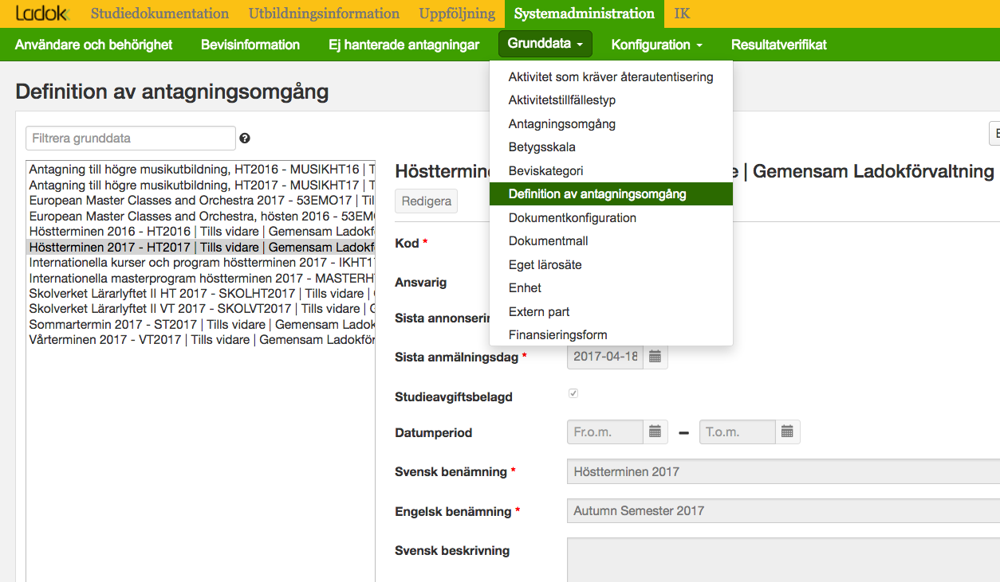 Ladok Studiedokumentation Utbildningsinformation Uppföljning Systemadministration IK
Användare och behörighet Bevisinformation Ej hanterade antagningar Grunddata Konfiguration Resultatverifikat
Aktivitet som kräver återautentisering
Aktivitetstillfällestyp
Antagningsomgång
Betygsskala
Beviskategori
Definition av antagningsomgång
Dokumentkonfiguration
Dokumentmall
Eget lärosäte
Enhet
Extern part
Finansieringsform
Definition av antagningsomgång
Filtrera grunddata
Antagning till högre musikutbildning, HT2016 - MUSIKHT16 | T
Antagning till högre musikutbildning, HT2017 - MUSIKHT17 | T
European Master Classes and Orchestra 2017 - 53EMO17 | Til
European Master Classes and Orchestra, hösten 2016 - 53EMO
Höstterminen 2016 - HT2016 | Tills vidare | Gemensam Ladokf
Höstterminen 2017 - HT2017 | Tills vidare | Gemensam Ladokf
Internationella kurser och program höstterminen 2017 - IKHT1
Internationella masterprogram höstterminen 2017 - MASTERH
Skolverket Lärarlyftet II HT 2017 - SKOLHT2017 | Tills vidare |
Skolverket Lärarlyftet II VT 2017 - SKOLVT2017 | Tills vidare | G
Sommartermin 2017 - ST2017 | Tills vidare | Gemensam Ladok
Vårterminen 2017 - VT2017 | Tills vidare | Gemensam Ladokför
Hösttermin e | Gemensam Ladokförvaltning
Redigera
Kod *
Ansvarig
Sista annonserin
Sista anmälningsdag * 2017-04-18
Studieavgiftsbelagd
Datumperiod Fr.o.m. – T.o.m.
Svensk benämning * Höstterminen 2017
Engelsk benämning * Autumn Semester 2017
Svensk beskrivning